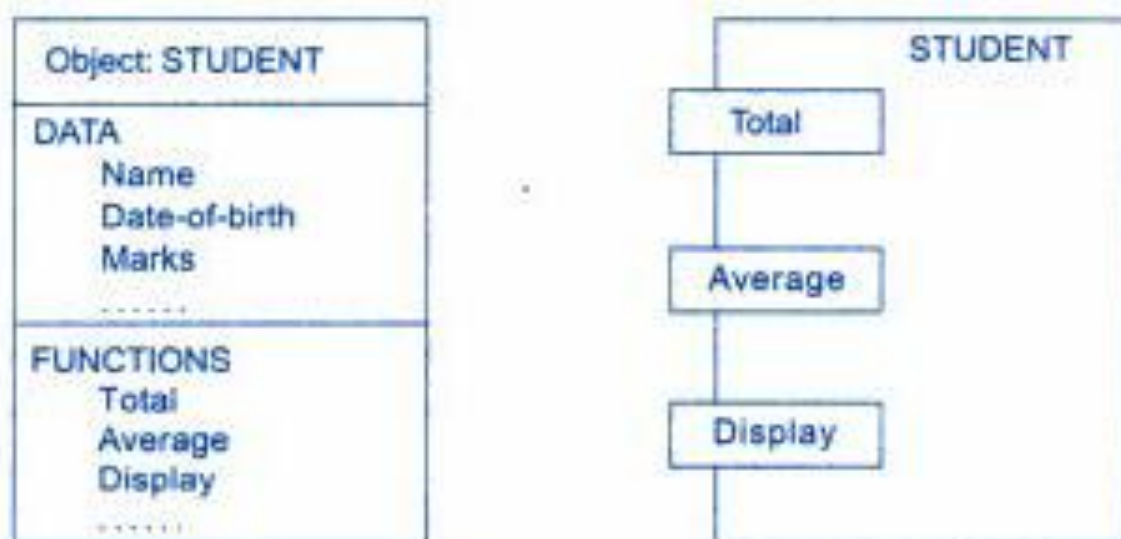 Object: STUDENT
DATA
Name
Date-of-birth
Marks
......
FUNCTIONS
Total
Average
Display
......
STUDENT
Total
Average
Display